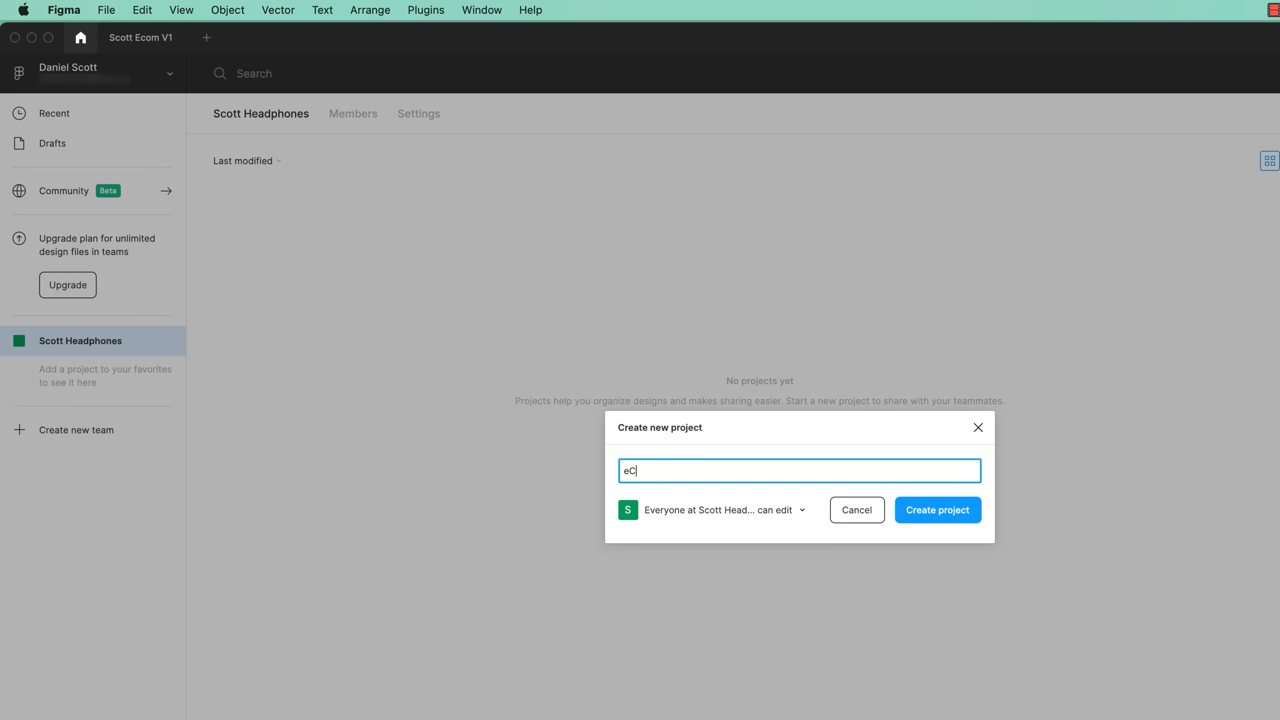 Figma File Edit View Object Vector Text Arrange Plugins Window Help
Scott Ecom V1
Daniel Scott
Search
Recent
Drafts
Community Beta
Upgrade plan for unlimited
design files in teams
Upgrade
Scott Headphones
Add a project to your favorites
to see it here
Create new team
Scott Headphones Members Settings
Last modified
No projects yet
Projects help you organize designs and makes sharing easier. Start a new project to share with your teammates.
Create new project
eC
S Everyone at Scott Head... can edit Cancel Create project